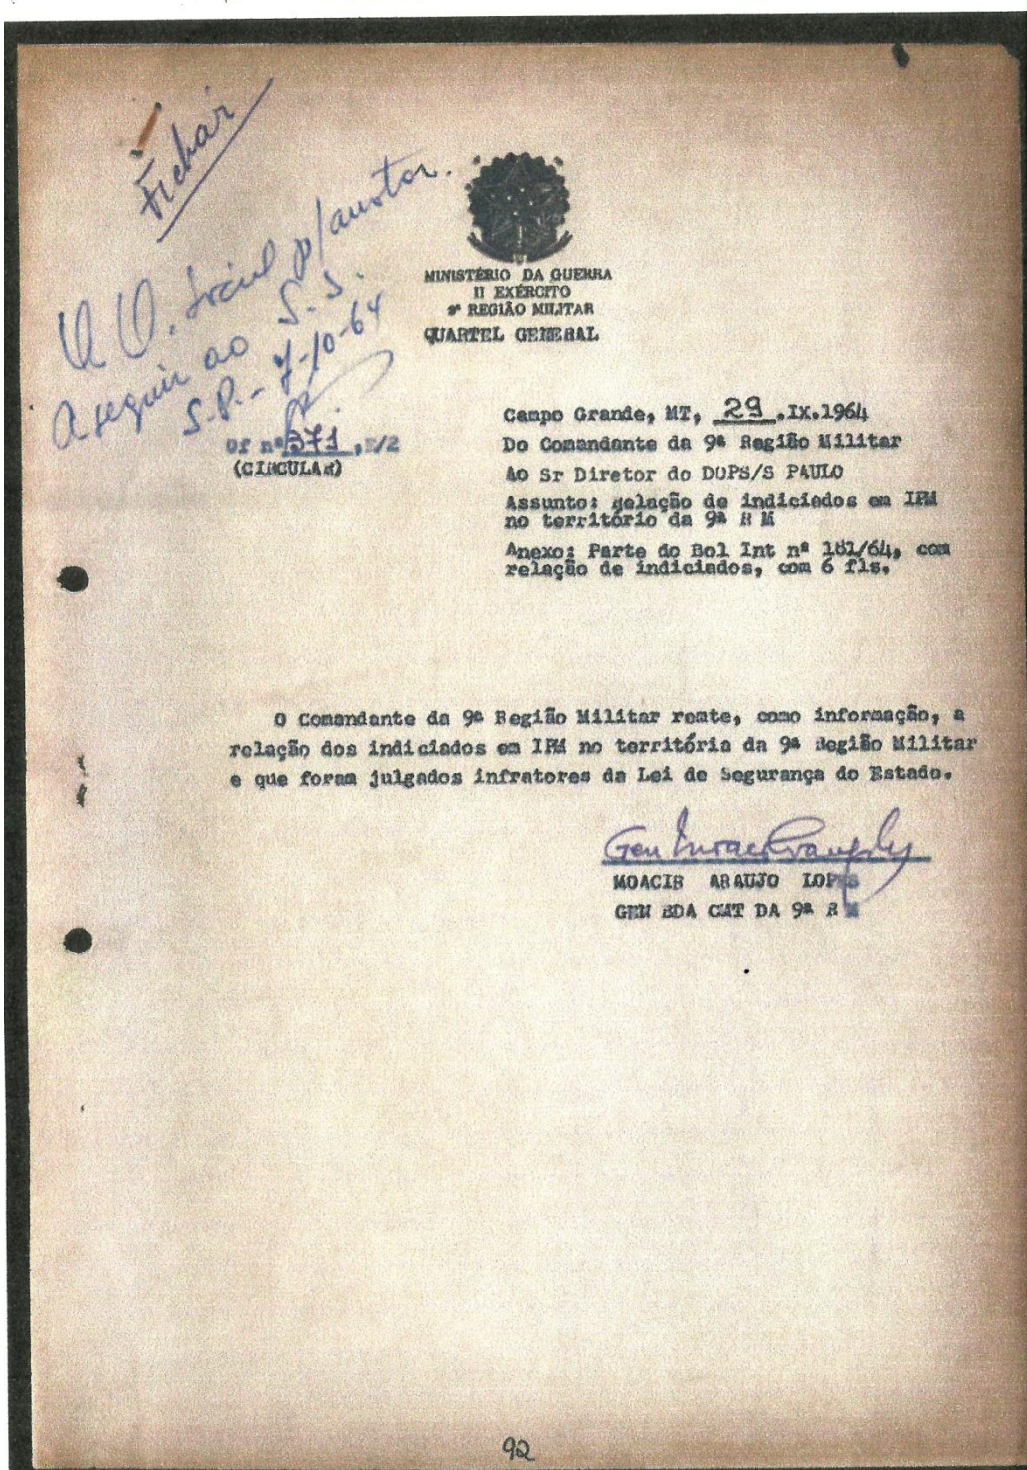 Fichar
O. Social p/anotar.
A seguir ao S.S.
S.P.- 7-10-64
MINISTÉRIO DA GUERRA
II EXÉRCITO
9ª REGIÃO MILITAR
QUARTEL GENERAL
Of nº 371, E/2
(CIRCULAR)
Campo Grande, MT, 29.IX.1964
Do Comandante da 9ª Região Militar
Ao Sr Diretor do DOPS/S PAULO
Assunto: Relação de indiciados em IPM
no território da 9ª R M
Anexo: Parte do Bol Int nº 181/64, com
relação de indiciados, com 6 fls.
O Comandante da 9ª Região Militar remte, como informação, a
relação dos indiciados em IPM no territória da 9ª Região Militar
e que foram julgados infratores da Lei de Segurança do Estado.
Gen
MOACIR ARAUJO LOPES
GEN BDA CMT DA 9ª R M
92